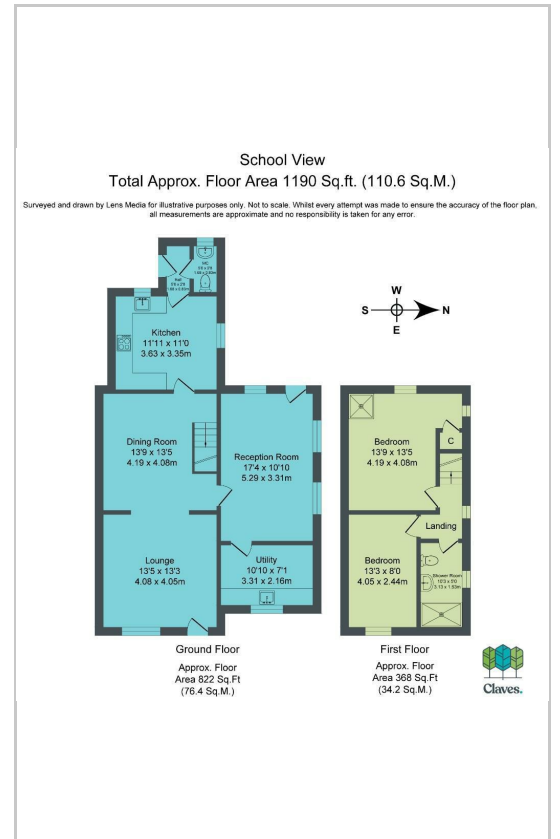 School View
Total Approx. Floor Area 1190 Sq.ft. (110.6 Sq.M.)
Surveyed and drawn by Lens Media for illustrative purposes only. Not to scale. Whilst every attempt was made to ensure the accuracy of the floor plan, all measurements are approximate and no responsibility is taken for any error.
WC
Hall
Kitchen
11'11 x 11'0
3.63 x 3.35m
W
S
N
E
Dining Room
13'9 x 13'5
4.19 x 4.08m
Reception Room
17'4 x 10'10
5.29 x 3.31m
Lounge
13'5 x 13'3
4.08 x 4.05m
Utility
10'10 x 7'1
3.31 x 2.16m
Bedroom
13'9 x 13'5
4.19 x 4.08m
C
Landing
Bedroom
13'3 x 8'0
4.05 x 2.44m
Shower Room
Ground Floor
Approx. Floor
Area 822 Sq.Ft
(76.4 Sq.M.)
First Floor
Approx. Floor
Area 368 Sq.Ft
(34.2 Sq.M.)
Claves.